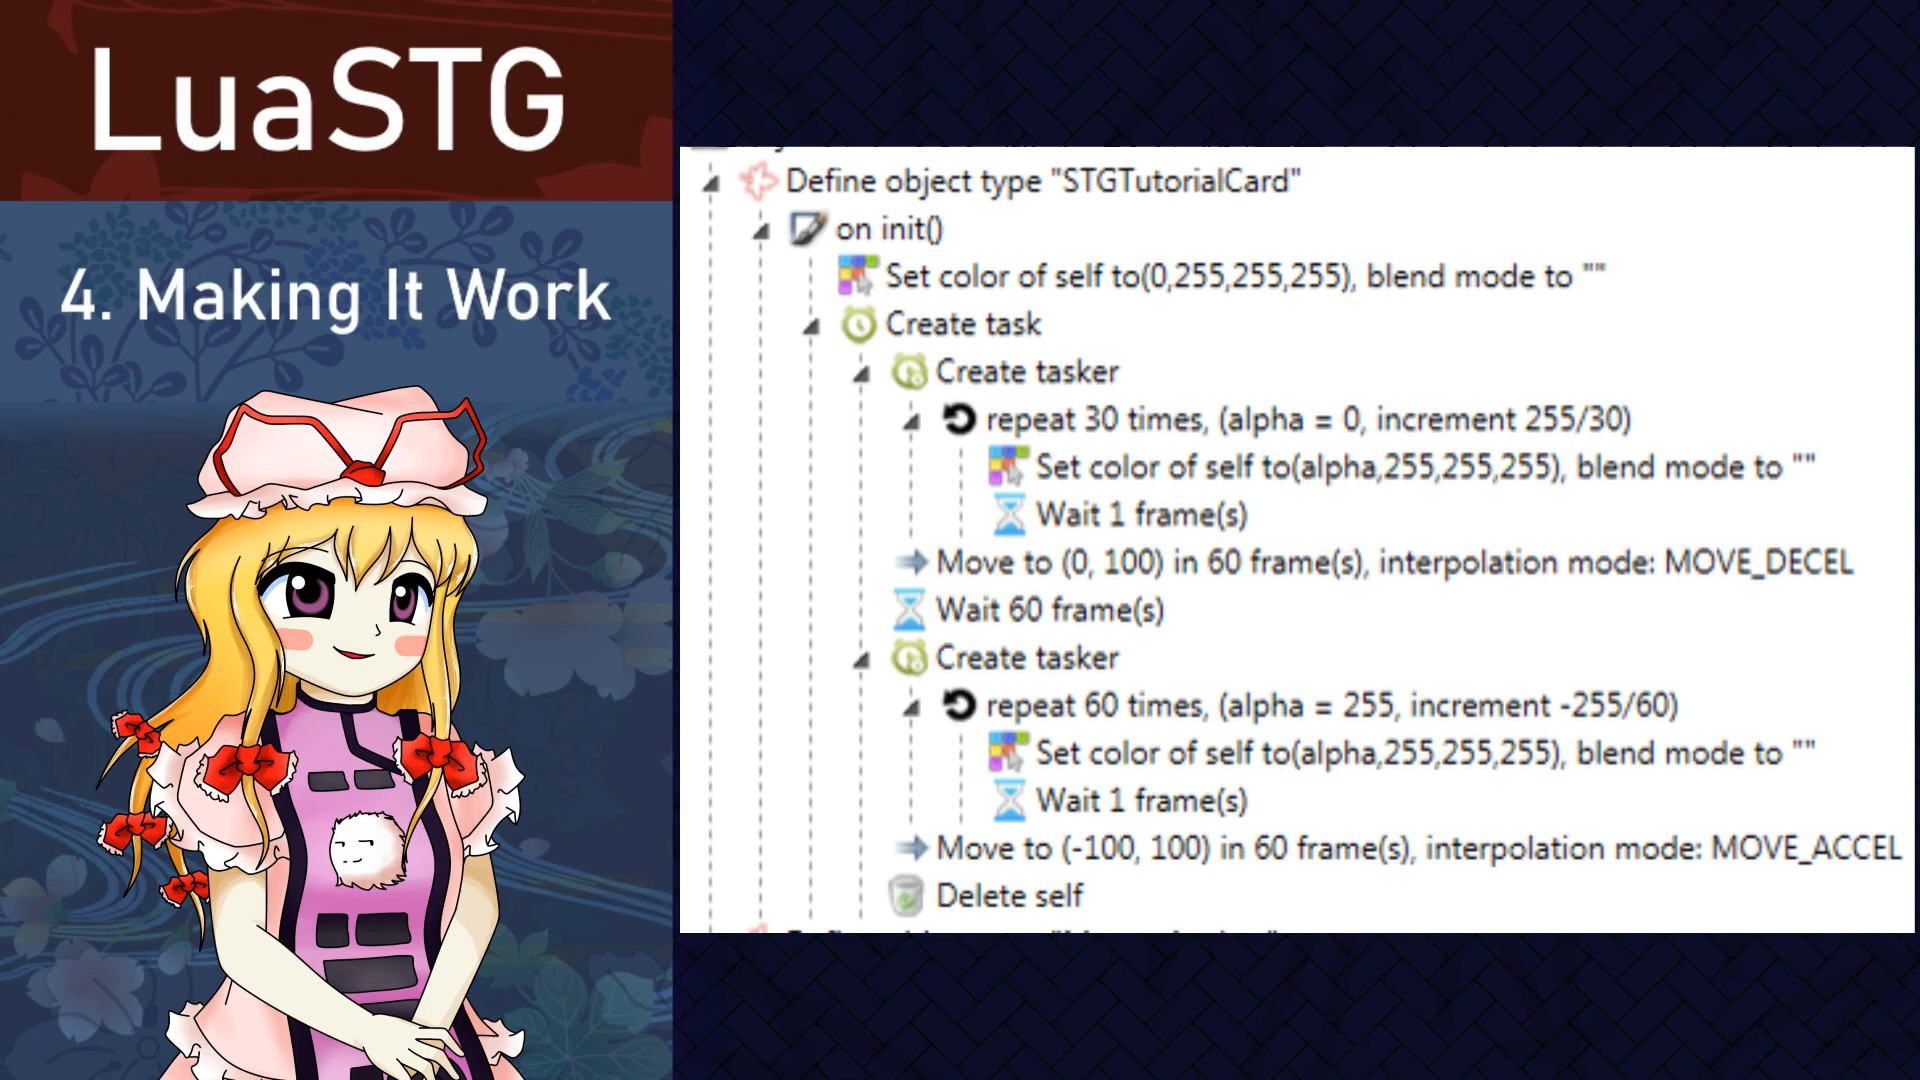 LuaSTG
4. Making It Work
Define object type "STGTutorialCard"
on init()
Set color of self to(0,255,255,255), blend mode to ""
Create task
Create tasker
repeat 30 times, (alpha = 0, increment 255/30)
Set color of self to(alpha,255,255,255), blend mode to ""
Wait 1 frame(s)
Move to (0, 100) in 60 frame(s), interpolation mode: MOVE_DECEL
Wait 60 frame(s)
Create tasker
repeat 60 times, (alpha = 255, increment -255/60)
Set color of self to(alpha,255,255,255), blend mode to ""
Wait 1 frame(s)
Move to (-100, 100) in 60 frame(s), interpolation mode: MOVE_ACCEL
Delete self